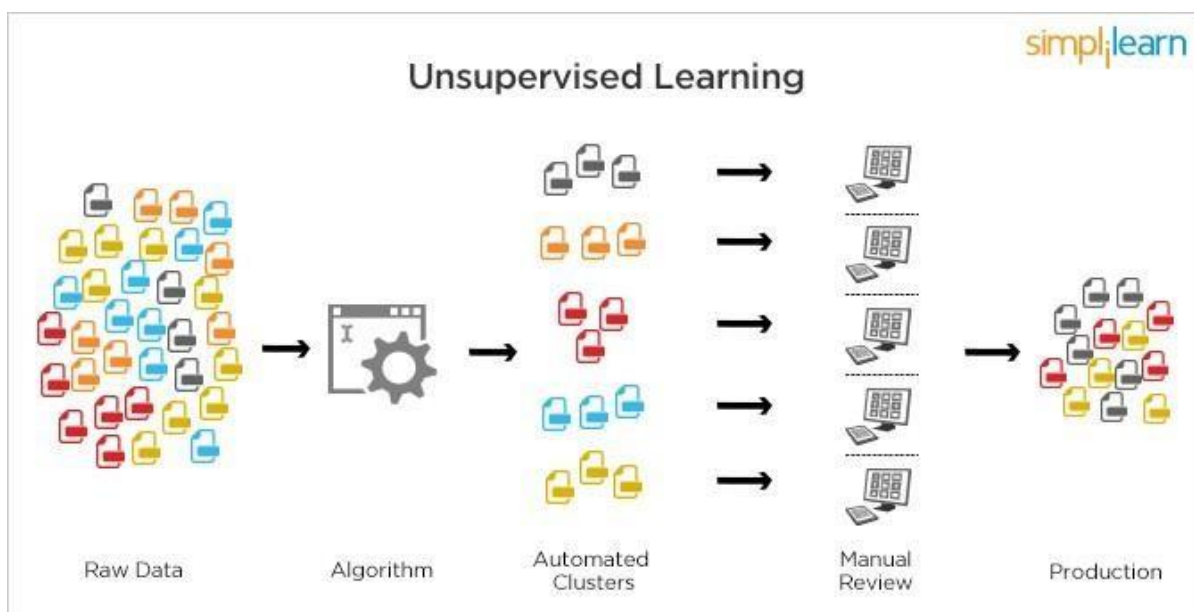 simplilearn
Unsupervised Learning
Raw Data
Algorithm
Automated
Clusters
Manual
Review
Production